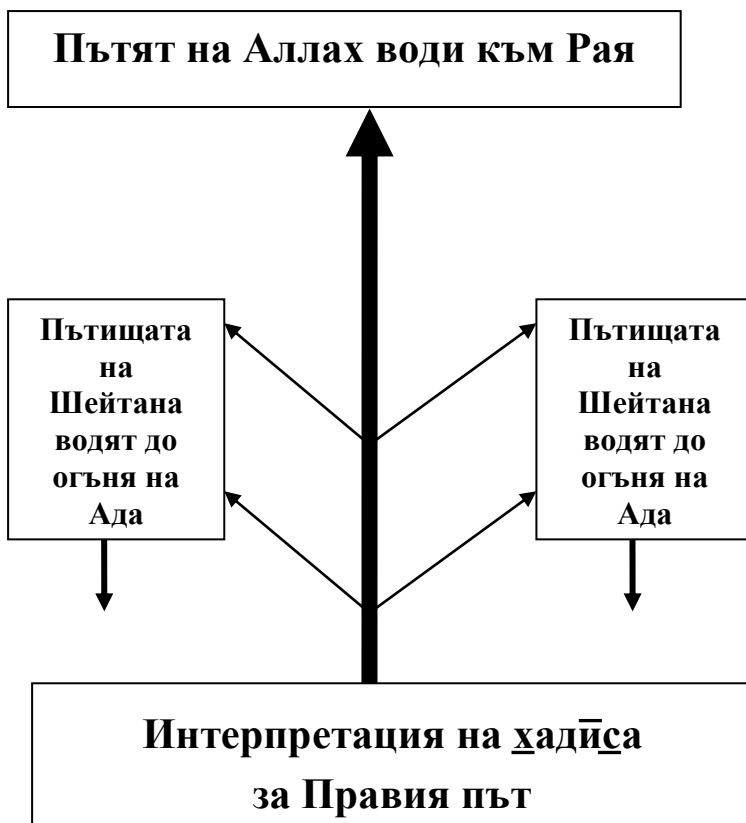 Пътят на Аллах води към Рая
Пътищата
на
Шейтана
водят до
огъня на
Ада
Пътищата
на
Шейтана
водят до
огъня на
Ада
Интерпретация на х̲адӣс̲а
за Правия път